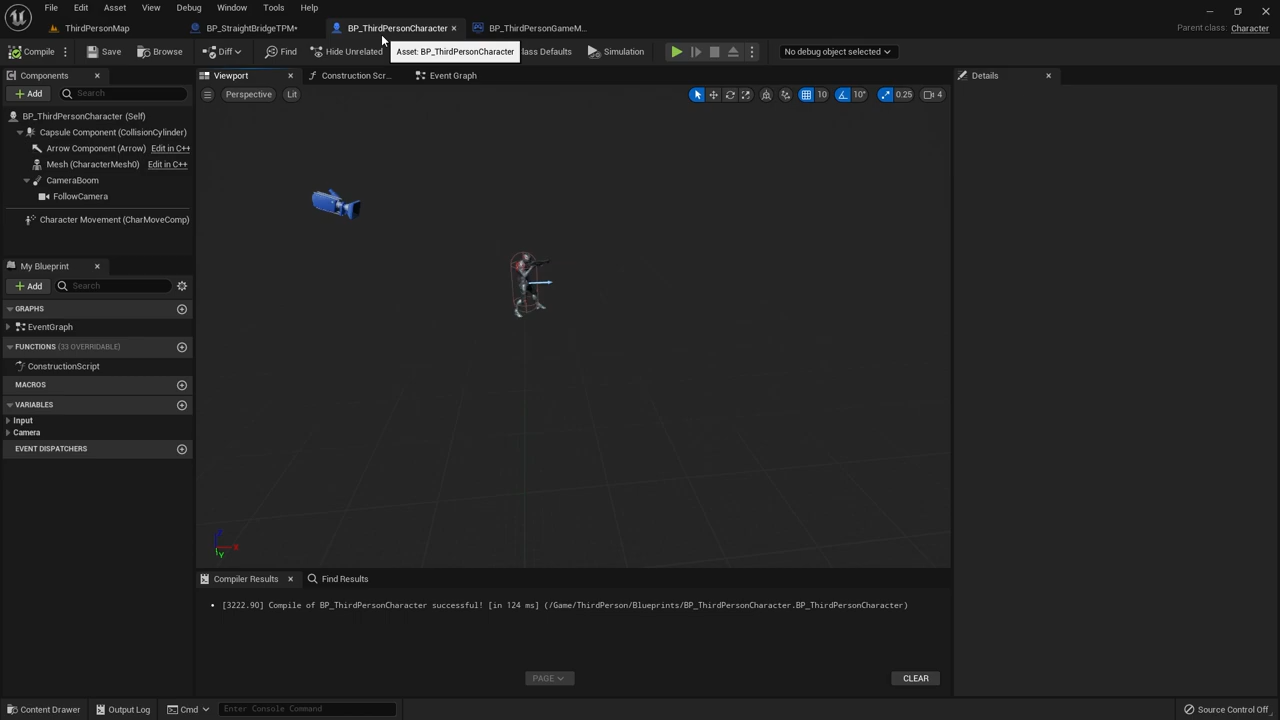 File Edit Asset View Debug Window Tools Help
ThirdPersonMap BP_StraightBridgeTPM* BP_ThirdPersonCharacter BP_ThirdPersonGameM... Parent class: Character
Compile Save Browse Diff Find Hide Unrelated lass Defaults Simulation No debug object selected
Asset: BP_ThirdPersonCharacter
Components Viewport Construction Scr... Event Graph Details
Add Search Perspective Lit 10 10° 0.25 4
BP_ThirdPersonCharacter (Self)
Capsule Component (CollisionCylinder)
Arrow Component (Arrow) Edit in C++
Mesh (CharacterMesh0) Edit in C++
CameraBoom
FollowCamera
Character Movement (CharMoveComp)
My Blueprint
Add Search
GRAPHS
EventGraph
FUNCTIONS (33 OVERRIDABLE)
ConstructionScript
MACROS
VARIABLES
Input
Camera
EVENT DISPATCHERS
Z X Y
Compiler Results Find Results
[3222.90] Compile of BP_ThirdPersonCharacter successful! [in 124 ms] (/Game/ThirdPerson/Blueprints/BP_ThirdPersonCharacter.BP_ThirdPersonCharacter)
PAGE CLEAR
Content Drawer Output Log Cmd Enter Console Command Source Control Off